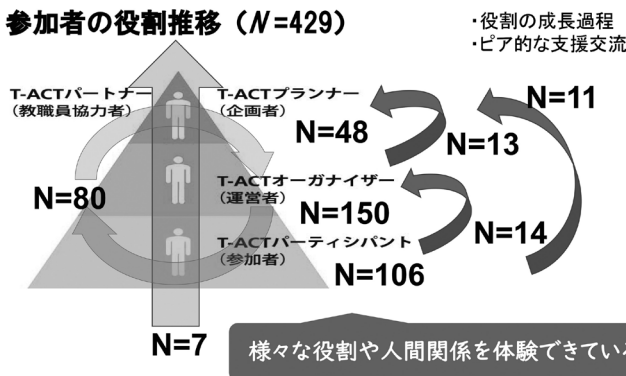 参加者の役割推移（N=429）
・役割の成長過程
・ピア的な支援交流
T-ACTパートナー
（教職員協力者）
T-ACTプランナー
（企画者）
N=11
N=48
N=13
T-ACTオーガナイザー
（運営者）
N=80
N=150
N=14
T-ACTパーティシパント
（参加者）
N=106
N=7
様々な役割や人間関係を体験できている